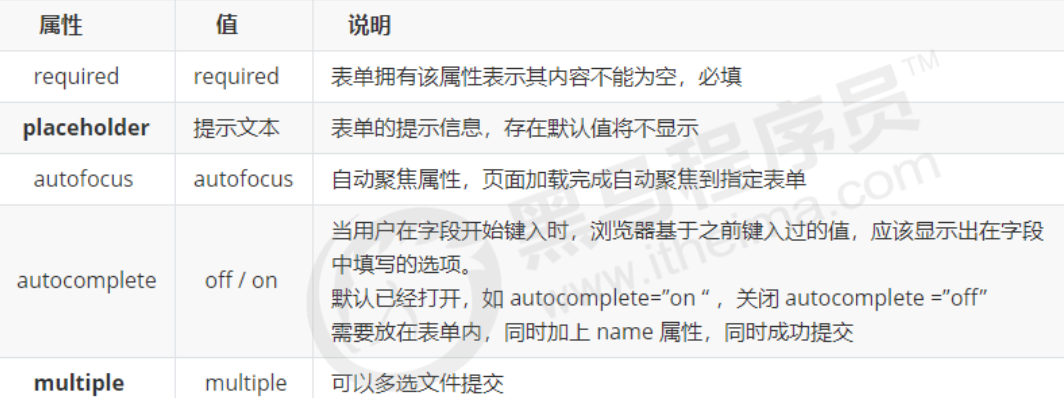 属性 值 说明
required required 表单拥有该属性表示其内容不能为空，必填
placeholder 提示文本 表单的提示信息，存在默认值将不显示
autofocus autofocus 自动聚焦属性，页面加载完成自动聚焦到指定表单
autocomplete off / on 当用户在字段开始键入时，浏览器基于之前键入过的值，应该显示出在字段
中填写的选项。
默认已经打开，如 autocomplete=”on “ ，关闭 autocomplete =”off”
需要放在表单内，同时加上 name 属性，同时成功提交
multiple multiple 可以多选文件提交
黑马程序员™
www.itheima.com